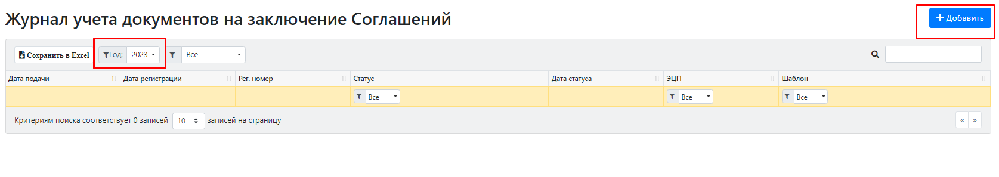 Журнал учета документов на заключение Соглашений
Добавить
Сохранить в Excel Год: 2023 Все
Дата подачи Дата регистрации Рег. номер Статус Дата статуса ЭЦП Шаблон
Все Все Все
Критериям поиска соответствует 0 записей 10 записей на страницу « »